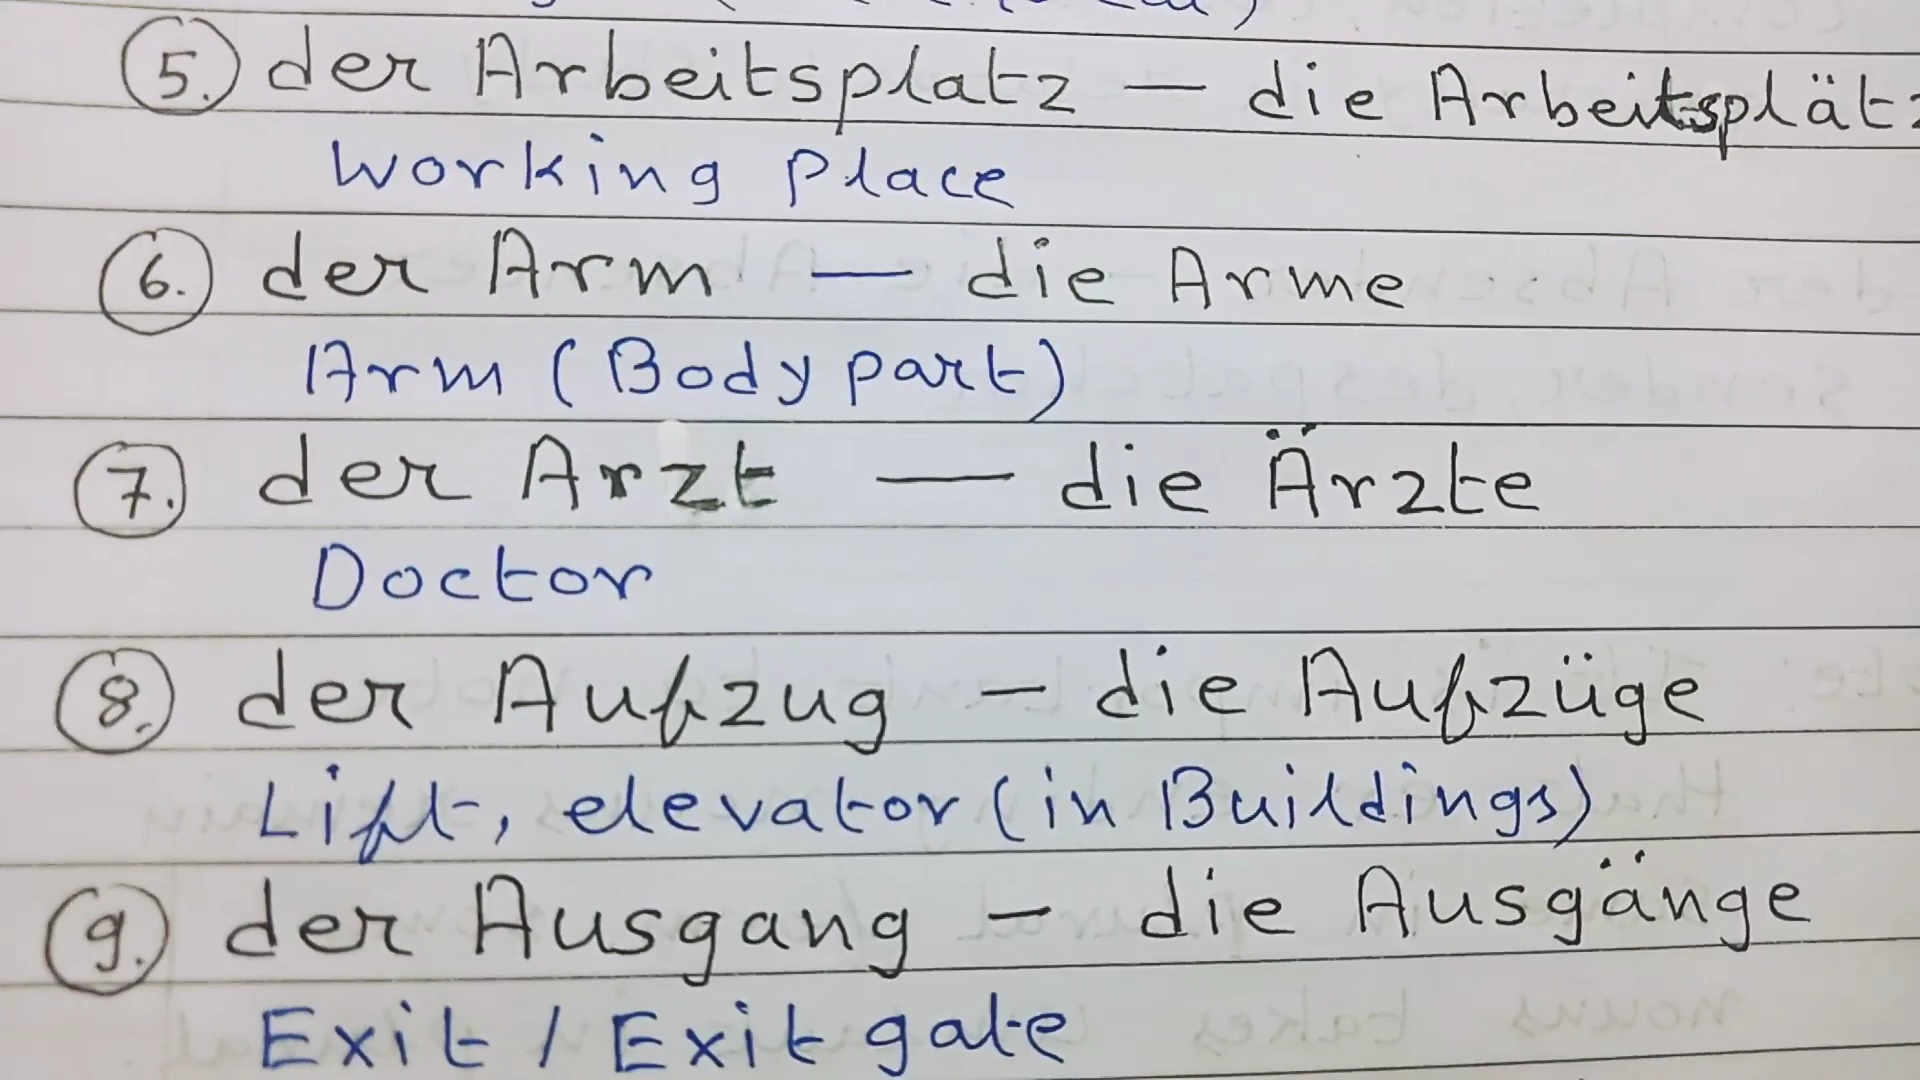 5. der Arbeitsplatz — die Arbeitsplätz
Working Place
6. der Arm — die Arme
Arm (Body part)
7. der Arzt — die Ärzte
Doctor
8. der Aufzug — die Aufzüge
Lift, elevator (in Buildings)
9. der Ausgang — die Ausgänge
Exit / Exit gate